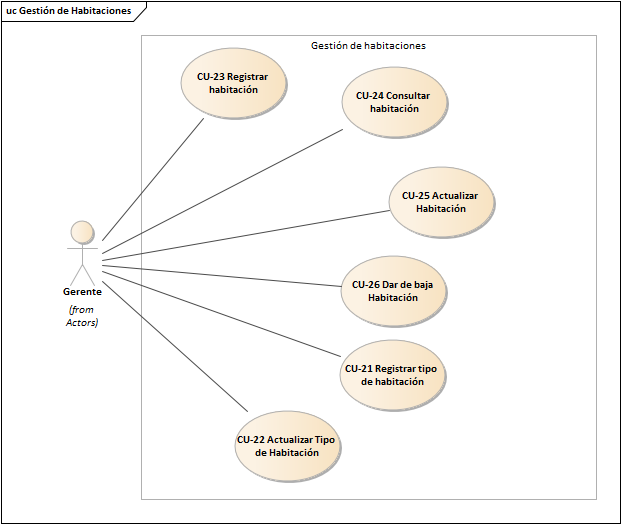 uc Gestión de Habitaciones
Gestión de habitaciones
CU-23 Registrar
habitación
CU-24 Consultar
habitación
CU-25 Actualizar
Habitación
Gerente
(from
Actors)
CU-26 Dar de baja
Habitación
CU-21 Registrar tipo
de habitación
CU-22 Actualizar Tipo
de Habitación